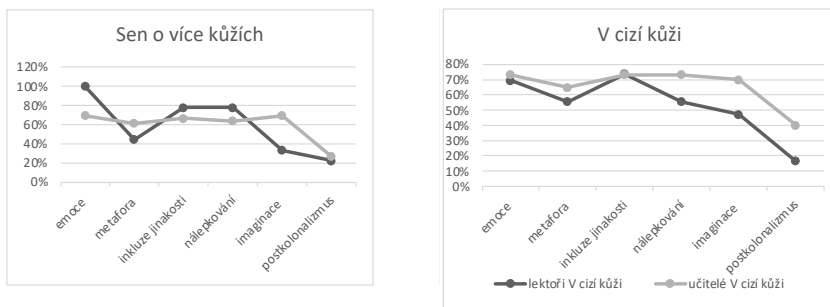 Sen o více kůžích
120%
100%
80%
60%
40%
20%
0%
emoce
metafora
inkluze jinakosti
nálepkování
imaginace
postkolonalizmus
V cizí kůži
80%
70%
60%
50%
40%
30%
20%
10%
0%
emoce
metafora
inkluze jinakosti
nálepkování
imaginace
postkolonalizmus
lektoři V cizí kůži
učitelé V cizí kůži